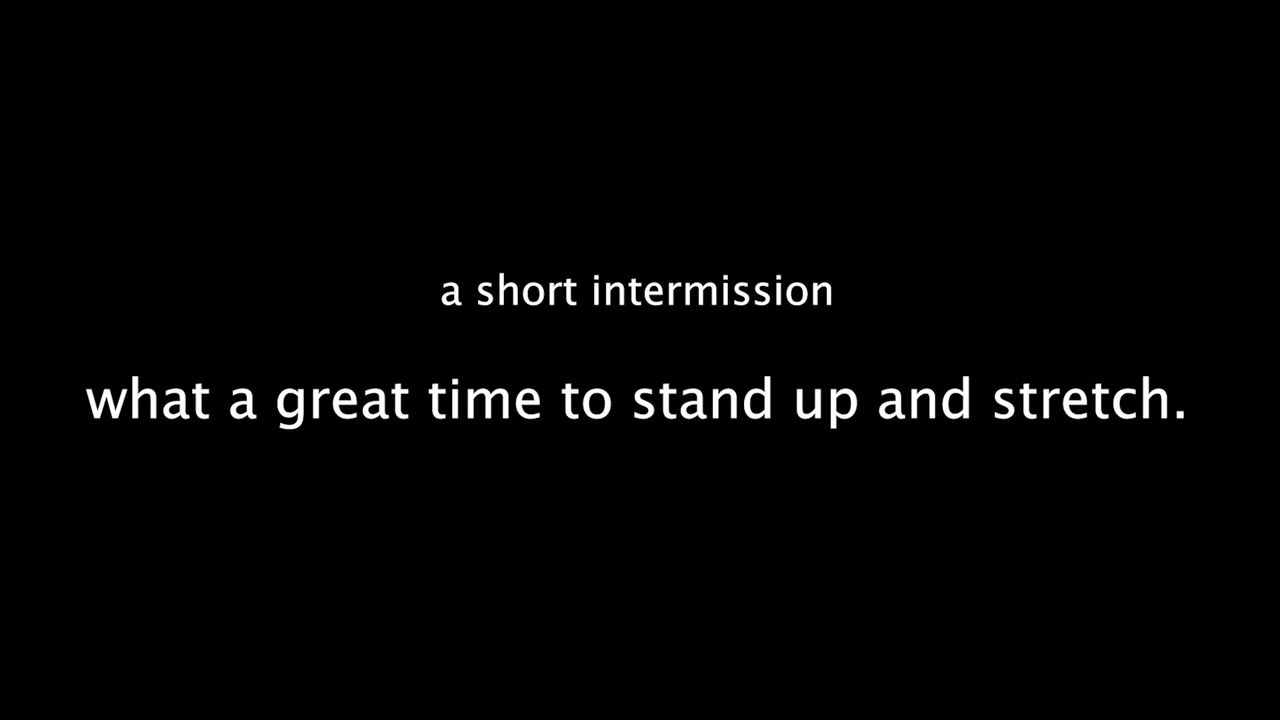 a short intermission
what a great time to stand up and stretch.